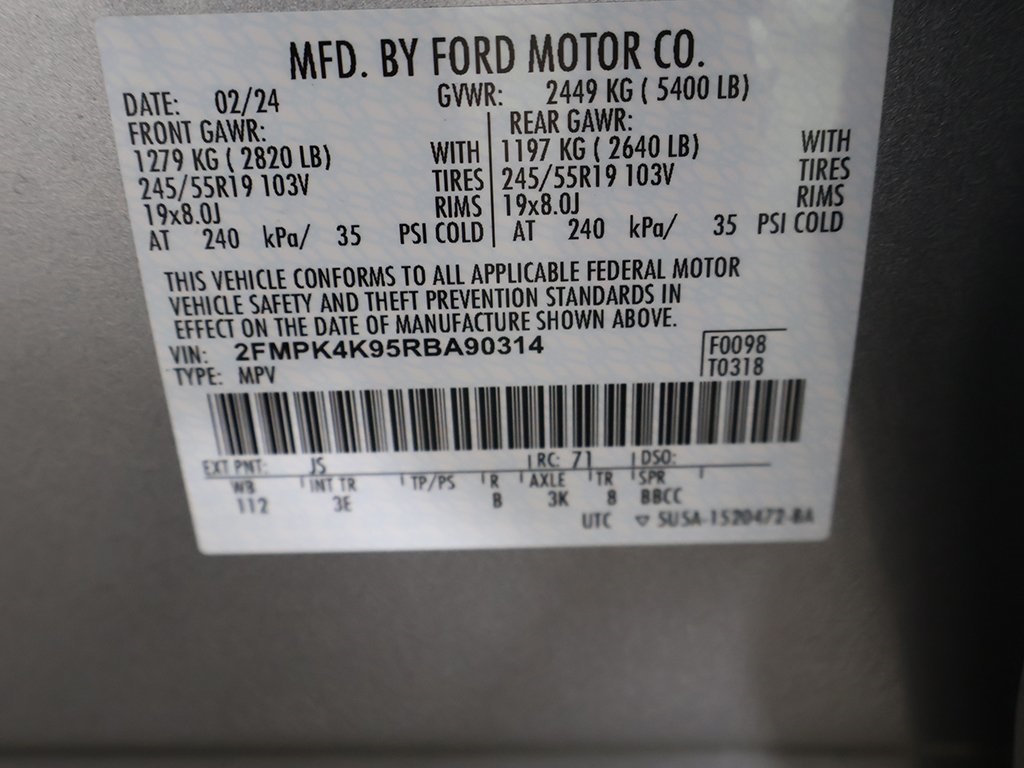 MFD. BY FORD MOTOR CO.
DATE: 02/24 GVWR: 2449 KG ( 5400 LB)
FRONT GAWR: REAR GAWR:
1279 KG ( 2820 LB) WITH 1197 KG ( 2640 LB) WITH
245/55R19 103V TIRES 245/55R19 103V TIRES
19x8.0J RIMS 19x8.0J RIMS
AT 240 kPa/ 35 PSI COLD AT 240 kPa/ 35 PSI COLD
THIS VEHICLE CONFORMS TO ALL APPLICABLE FEDERAL MOTOR
VEHICLE SAFETY AND THEFT PREVENTION STANDARDS IN
EFFECT ON THE DATE OF MANUFACTURE SHOWN ABOVE.
VIN: 2FMPK4K95RBA90314 F0098
TYPE: MPV T0318
EXT PNT: JS RC: 71 DSO:
WB INT TR TP/PS R AXLE TR SPR
112 3E B 3K 8 BBCC
UTC ▽ SU5A-1520472-BA